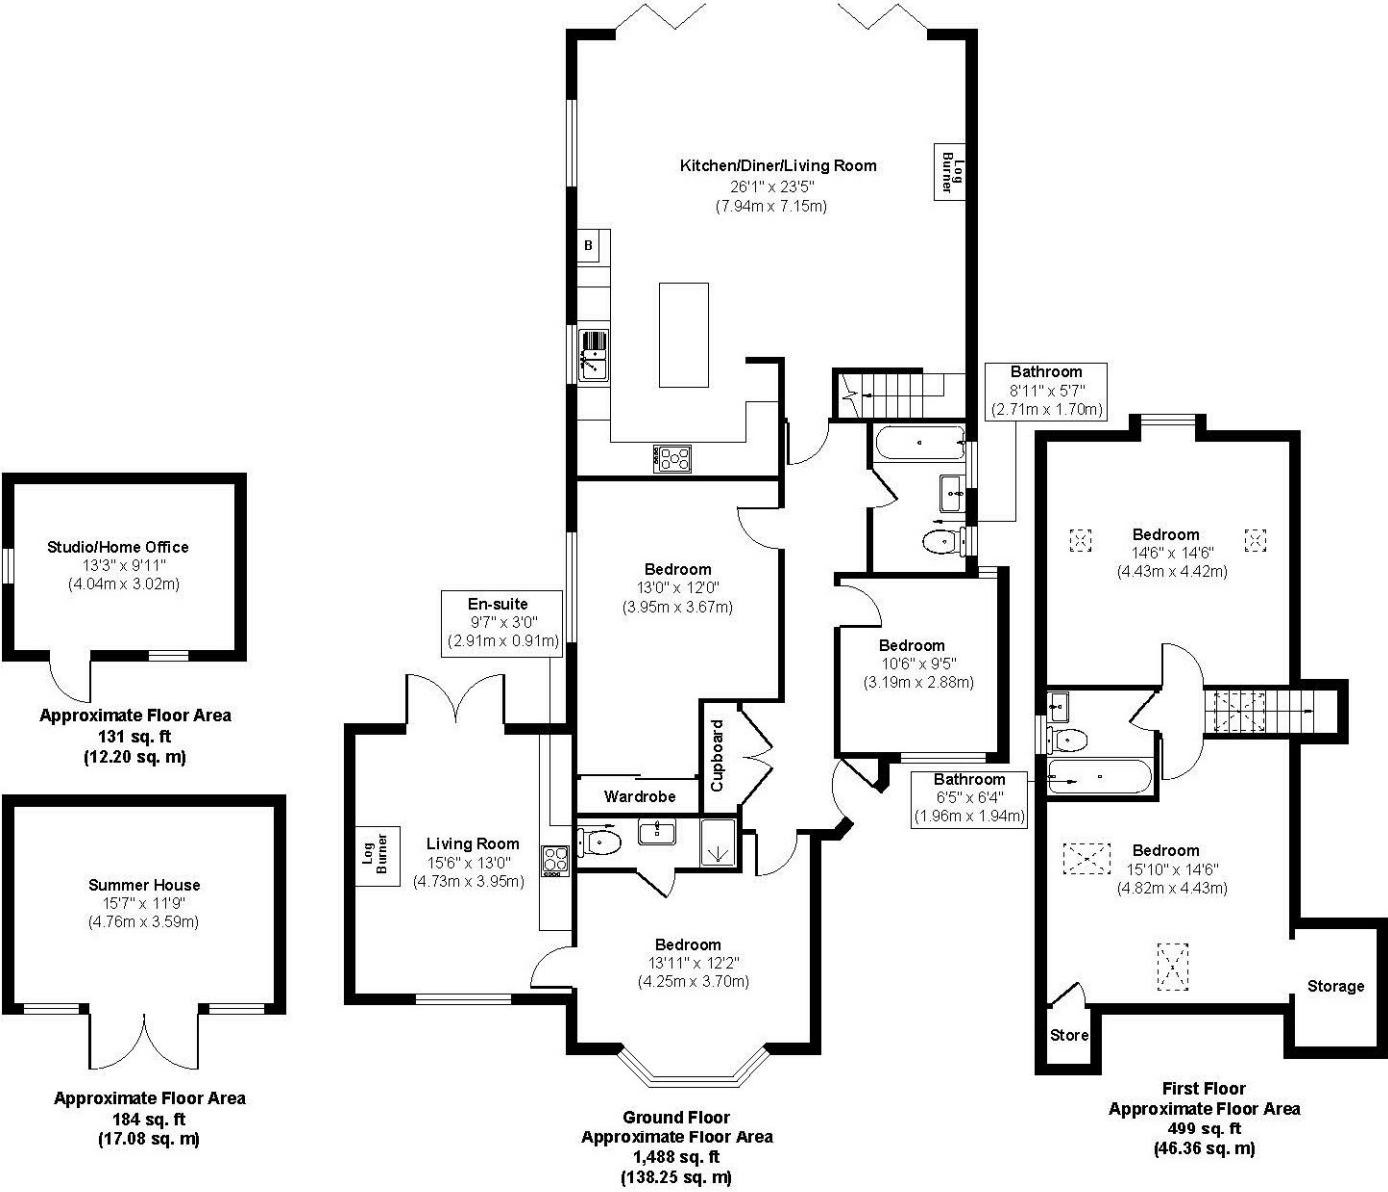 Kitchen/Diner/Living Room
26'1" x 23'5"
(7.94m x 7.15m)
Log
Burner
B
Bathroom
8'11" x 5'7"
(2.71m x 1.70m)
Studio/Home Office
13'3" x 9'11"
(4.04m x 3.02m)
Approximate Floor Area
131 sq. ft
(12.20 sq. m)
Bedroom
13'0" x 12'0"
(3.95m x 3.67m)
En-suite
9'7" x 3'0"
(2.91m x 0.91m)
Bedroom
10'6" x 9'5"
(3.19m x 2.88m)
Bedroom
14'6" x 14'6"
(4.43m x 4.42m)
Cupboard
Wardrobe
Bathroom
6'5" x 6'4"
(1.96m x 1.94m)
Log
Burner
Living Room
15'6" x 13'0"
(4.73m x 3.95m)
Summer House
15'7" x 11'9"
(4.76m x 3.59m)
Approximate Floor Area
184 sq. ft
(17.08 sq. m)
Bedroom
13'11" x 12'2"
(4.25m x 3.70m)
Bedroom
15'10" x 14'6"
(4.82m x 4.43m)
Storage
Store
Ground Floor
Approximate Floor Area
1,488 sq. ft
(138.25 sq. m)
First Floor
Approximate Floor Area
499 sq. ft
(46.36 sq. m)